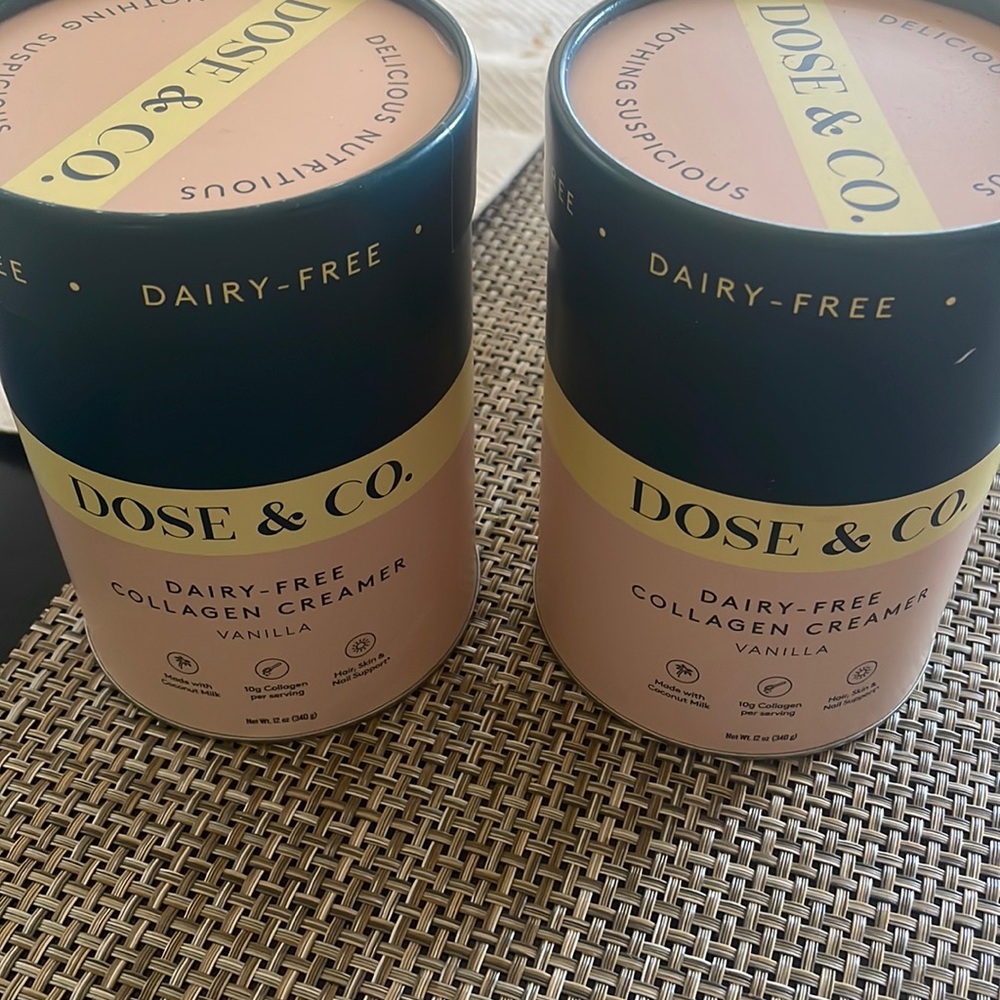 NOTHING SUSPICIOUS
DOSE & CO.
DELICIOUS NUTRITIOUS
DAIRY-FREE
DOSE & CO.
DAIRY-FREE
COLLAGEN CREAMER
VANILLA
Made with
Coconut Milk
10g Collagen
per serving
Hair, Skin &
Nail Support*
Net Wt. 12 oz (340 g)
NOTHING SUSPICIOUS
DOSE & CO.
DAIRY-FREE
DOSE & CO.
DAIRY-FREE
COLLAGEN CREAMER
VANILLA
Made with
Coconut Milk
10g Collagen
per serving
Hair, Skin &
Nail Support*
Net Wt. 12 oz (340 g)